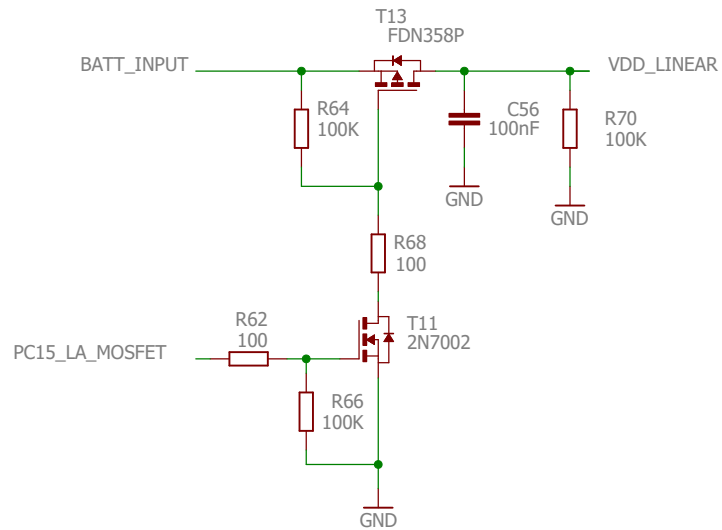 T13
FDN358P
BATT_INPUT
VDD_LINEAR
R64
100K
C56
100nF
R70
100K
GND
GND
R68
100
R62
100
T11
2N7002
PC15_LA_MOSFET
R66
100K
GND